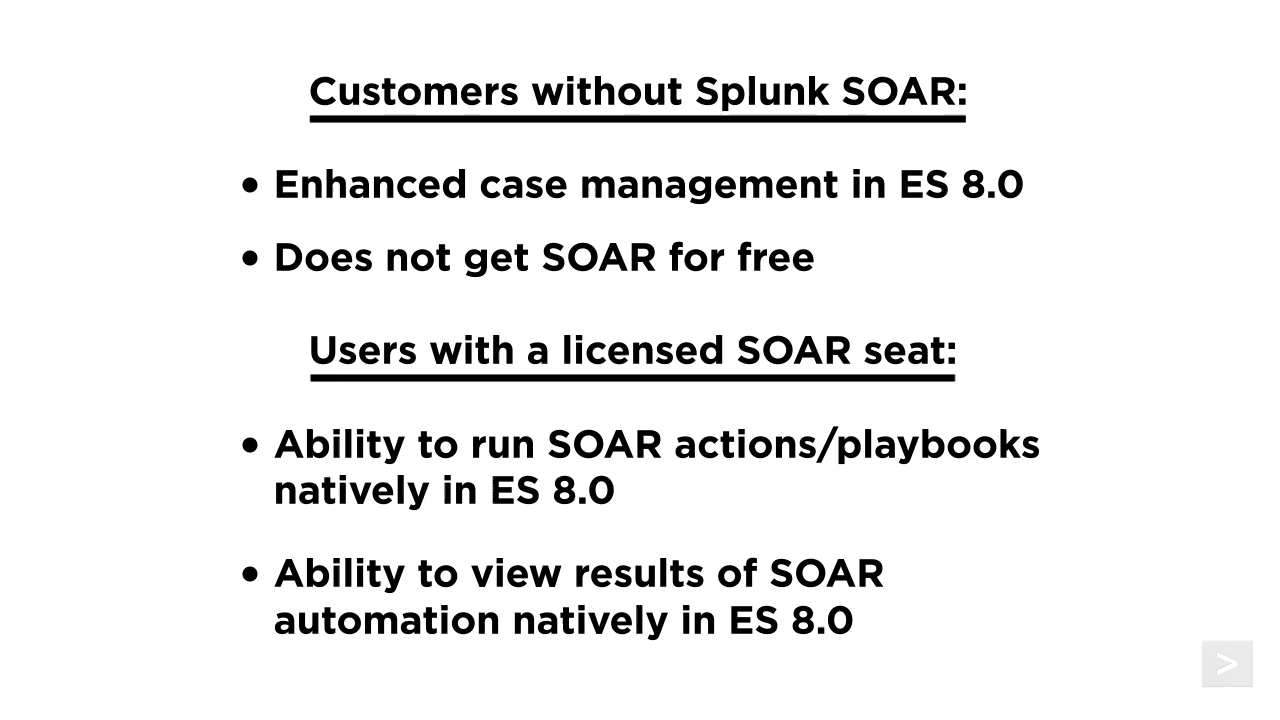 Customers without Splunk SOAR:
• Enhanced case management in ES 8.0
• Does not get SOAR for free
Users with a licensed SOAR seat:
• Ability to run SOAR actions/playbooks
natively in ES 8.0
• Ability to view results of SOAR
automation natively in ES 8.0
>